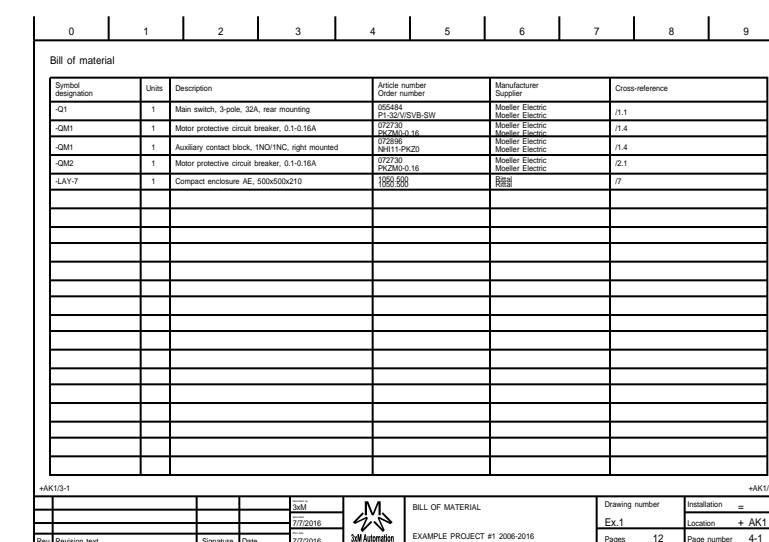 0 1 2 3 4 5 6 7 8 9
Bill of material
Symbol designation Units Description Article number Order number Manufacturer Supplier Cross-reference
-Q1 1 Main switch, 3-pole, 32A, rear mounting 055484 P1-32/V/SVB-SW Moeller Electric Moeller Electric /1.1
-QM1 1 Motor protective circuit breaker, 0.1-0.16A 072730 PKZM0-0.16 Moeller Electric Moeller Electric /1.4
-QM1 1 Auxiliary contact block, 1NO/1NC, right mounted 072896 NHI11-PKZ0 Moeller Electric Moeller Electric /1.4
-QM2 1 Motor protective circuit breaker, 0.1-0.16A 072730 PKZM0-0.16 Moeller Electric Moeller Electric /2.1
-LAY-7 1 Compact enclosure AE, 500x500x210 1050.500 1050.500 Rittal Rittal /7
+AK1/3-1 +AK1/
3xM BILL OF MATERIAL Drawing number Installation =
7/7/2016 Ex.1 Location + AK1
Rev Revision text Signature Date 7/7/2016 3xM Automation EXAMPLE PROJECT #1 2006-2016 Pages 12 Page number 4-1